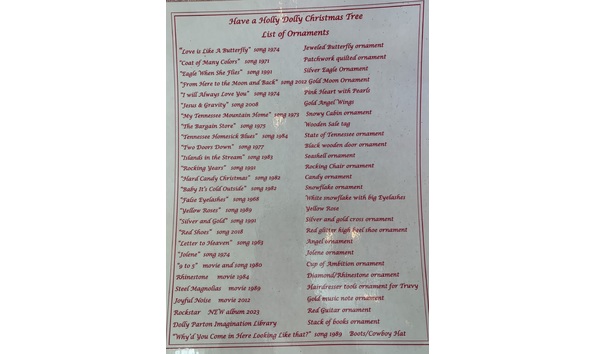 Have a Holly Dolly Christmas Tree
List of Ornaments
"Love is Like A Butterfly" song 1974 Jeweled Butterfly ornament
"Coat of Many Colors" song 1971 Patchwork quilted ornament
"Eagle When She Flies" song 1991 Silver Eagle Ornament
"From Here to the Moon and Back" song 2012 Gold Moon Ornament
"I will Always Love You" song 1974 Pink Heart with Pearls
"Jesus & Gravity" song 2008 Gold Angel Wings
"My Tennessee Mountain Home" song 1973 Snowy Cabin ornament
"The Bargain Store" song 1975 Wooden Sale tag
"Tennessee Homesick Blues" song 1984 State of Tennessee ornament
"Two Doors Down" song 1977 Black wooden door ornament
"Islands in the Stream" song 1983 Seashell ornament
"Rocking Years" song 1991 Rocking Chair ornament
"Hard Candy Christmas" song 1982 Candy ornament
"Baby It's Cold Outside" song 1982 Snowflake ornament
"False Eyelashes" song 1968 White snowflake with big Eyelashes
"Yellow Roses" song 1989 Yellow Rose
"Silver and Gold" song 1991 Silver and gold cross ornament
"Red Shoes" song 2018 Red glitter high heel shoe ornament
"Letter to Heaven" song 1983 Angel ornament
"Jolene" song 1974 Jolene ornament
"9 to 5" movie and song 1980 Cup of Ambition ornament
Rhinestone movie 1984 Diamond/Rhinestone ornament
Steel Magnolias movie 1989 Hairdresser tools ornament for Truvy
Joyful Noise movie 2012 Gold music note ornament
Rockstar NEW album 2023 Red Guitar ornament
Dolly Parton Imagination Library Stack of books ornament
"Why'd You Come in Here Looking Like that?" song 1989 Boots/Cowboy Hat